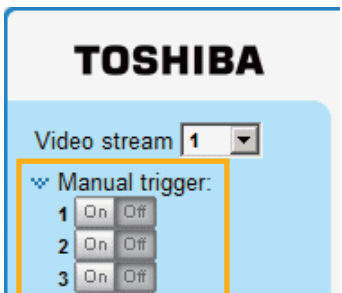 TOSHIBA
Video stream 1
Manual trigger:
1 On Off
2 On Off
3 On Off